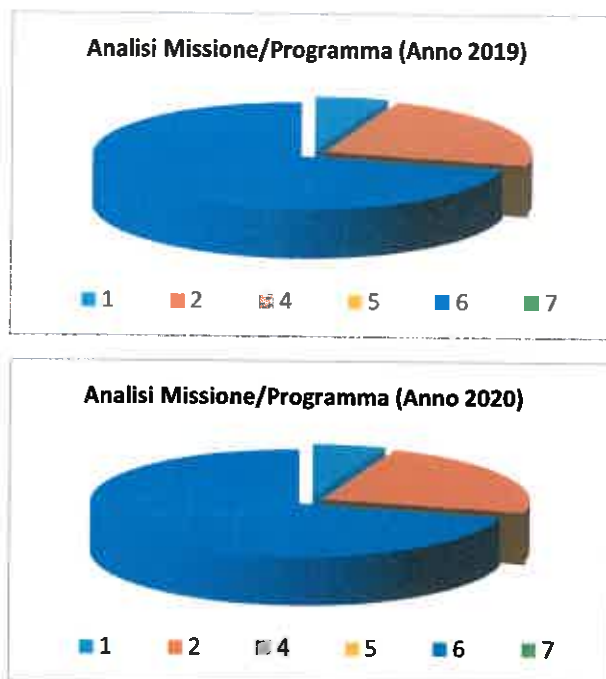 Analisi Missione/Programma (Anno 2019)
1 2 4 5 6 7
Analisi Missione/Programma (Anno 2020)
1 2 4 5 6 7